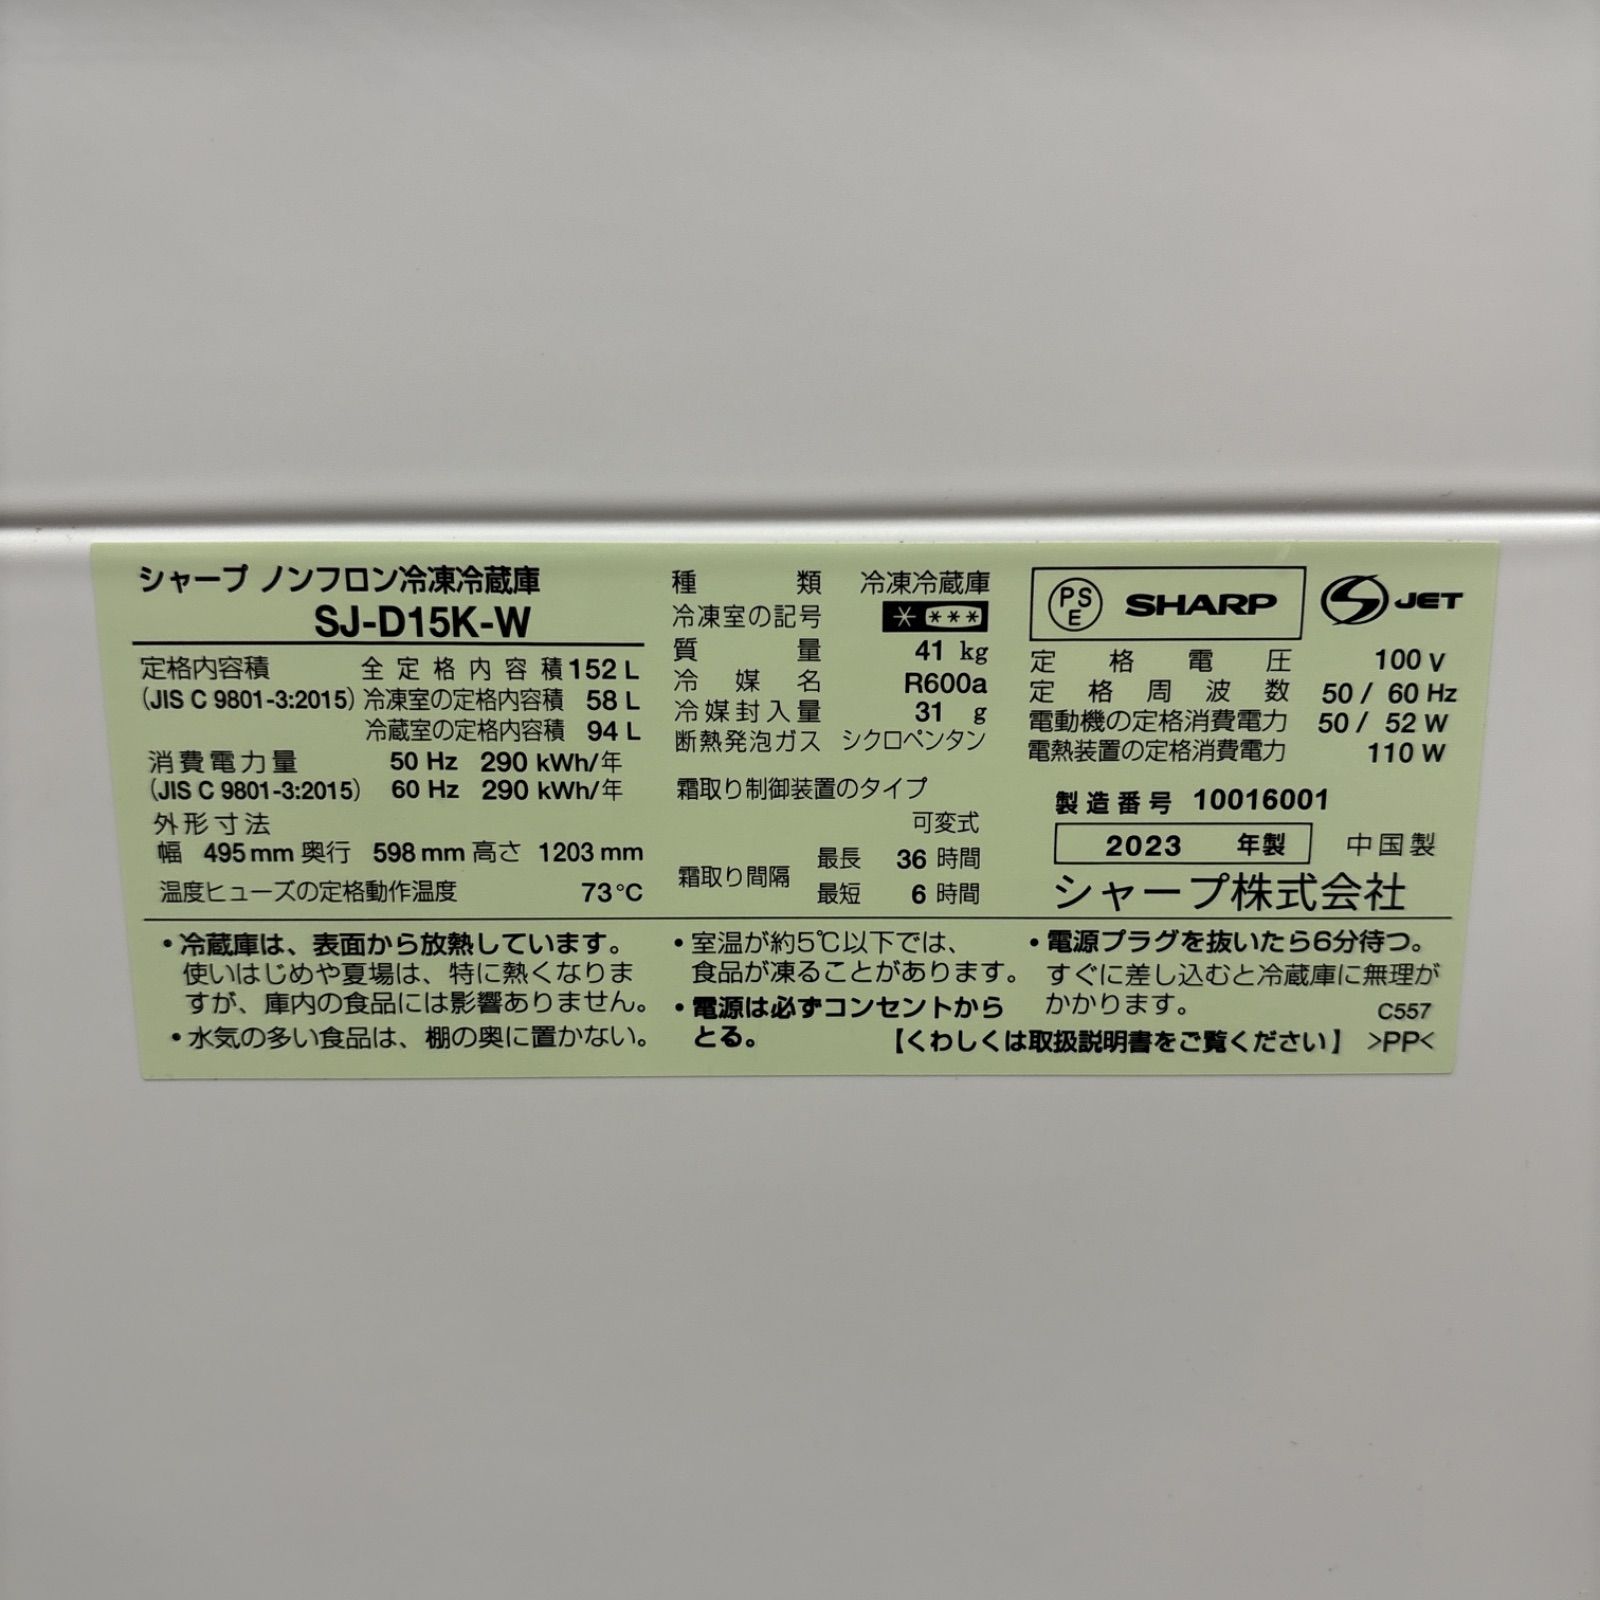 シャープ ノンフロン冷凍冷蔵庫
SJ-D15K-W
定格内容積 全定格内容積 152 L
(JIS C 9801-3:2015) 冷凍室の定格内容積 58 L
冷蔵室の定格内容積 94 L
消費電力量 50 Hz 290 kWh/年
(JIS C 9801-3:2015) 60 Hz 290 kWh/年
外形寸法
幅 495 mm 奥行 598 mm 高さ 1203 mm
温度ヒューズの定格動作温度 73℃
種類 冷凍冷蔵庫
冷凍室の記号 * ***
質量 41 kg
冷媒名 R600a
冷媒封入量 31 g
断熱発泡ガス シクロペンタン
霜取り制御装置のタイプ
可変式
霜取り間隔 最長 36 時間
最短 6 時間
PSE SHARP S JET
定格電圧 100 V
定格周波数 50 / 60 Hz
電動機の定格消費電力 50 / 52 W
電熱装置の定格消費電力 110 W
製造番号 10016001
2023 年製 中国製
シャープ株式会社
・冷蔵庫は、表面から放熱しています。
使いはじめや夏場は、特に熱くなりま
すが、庫内の食品には影響ありません。
・水気の多い食品は、棚の奥に置かない。
・室温が約5℃以下では、
食品が凍ることがあります。
・電源は必ずコンセントから
とる。
・電源プラグを抜いたら6分待つ。
すぐに差し込むと冷蔵庫に無理が
かかります。 C557
【くわしくは取扱説明書をご覧ください】 >PP<